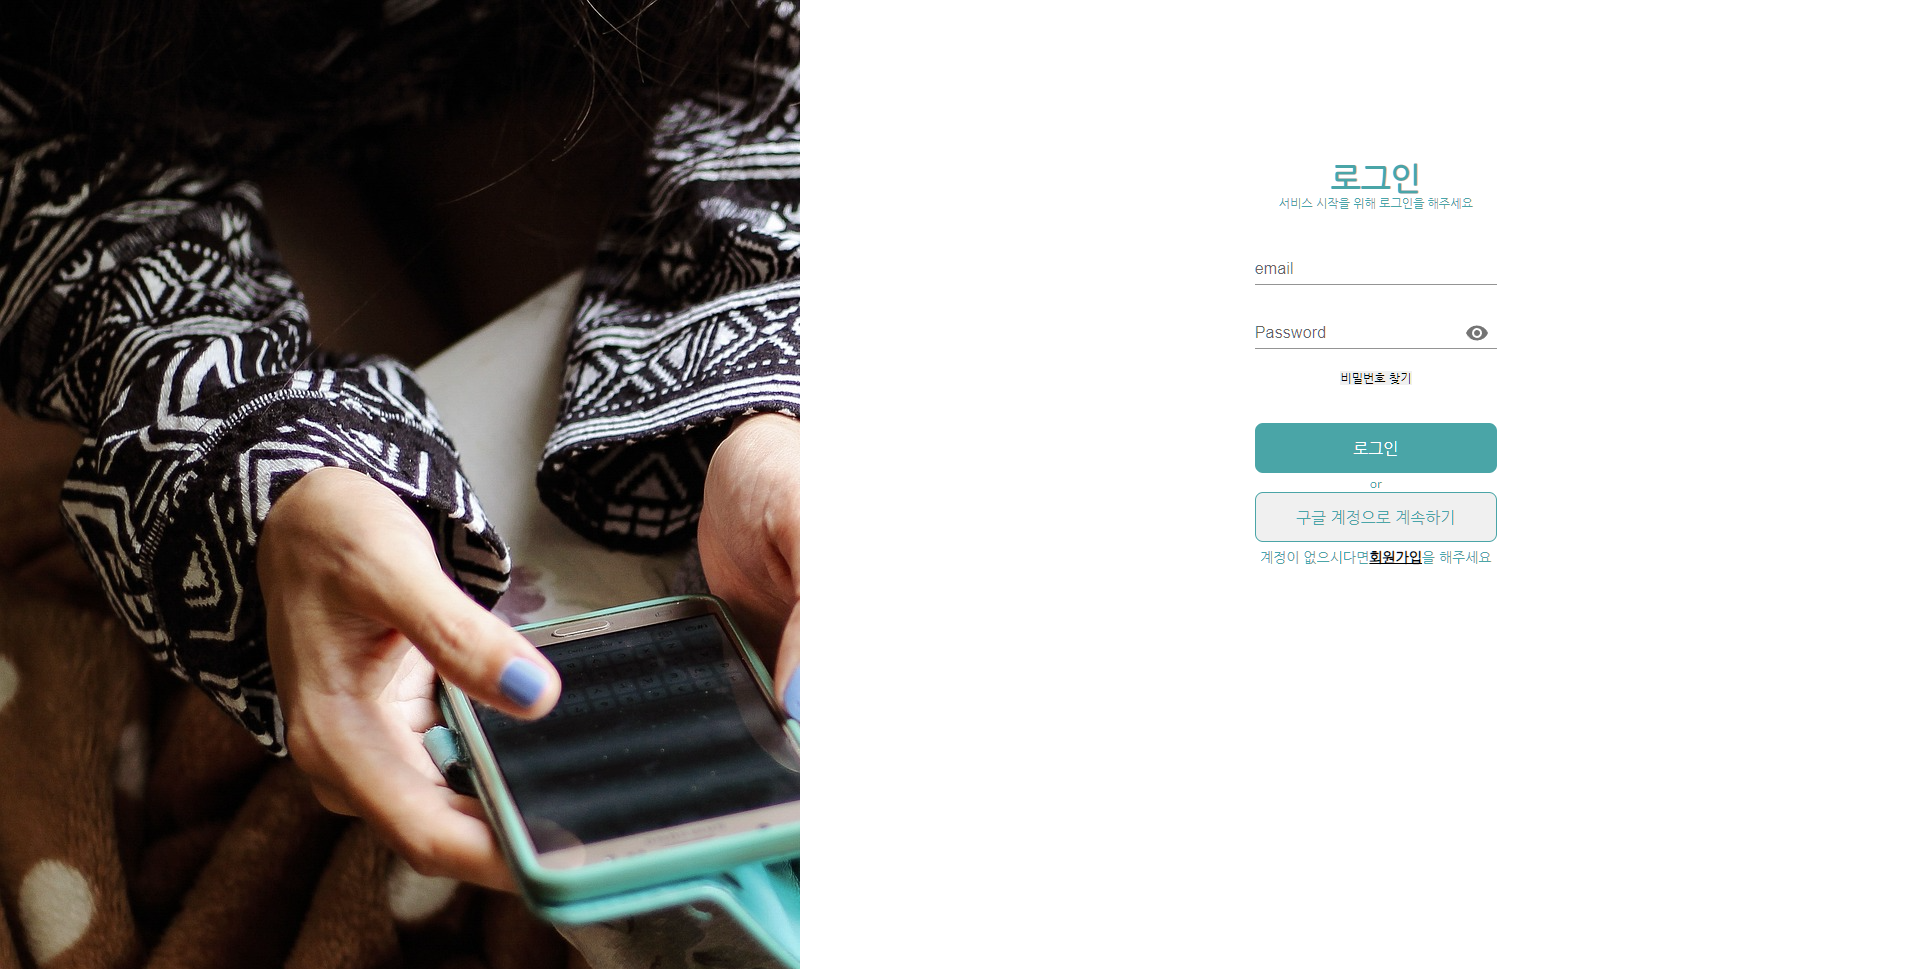 로그인
서비스 시작을 위해 로그인을 해주세요
email
Password
비밀번호 찾기
로그인
or
구글 계정으로 계속하기
계정이 없으시다면회원가입을 해주세요